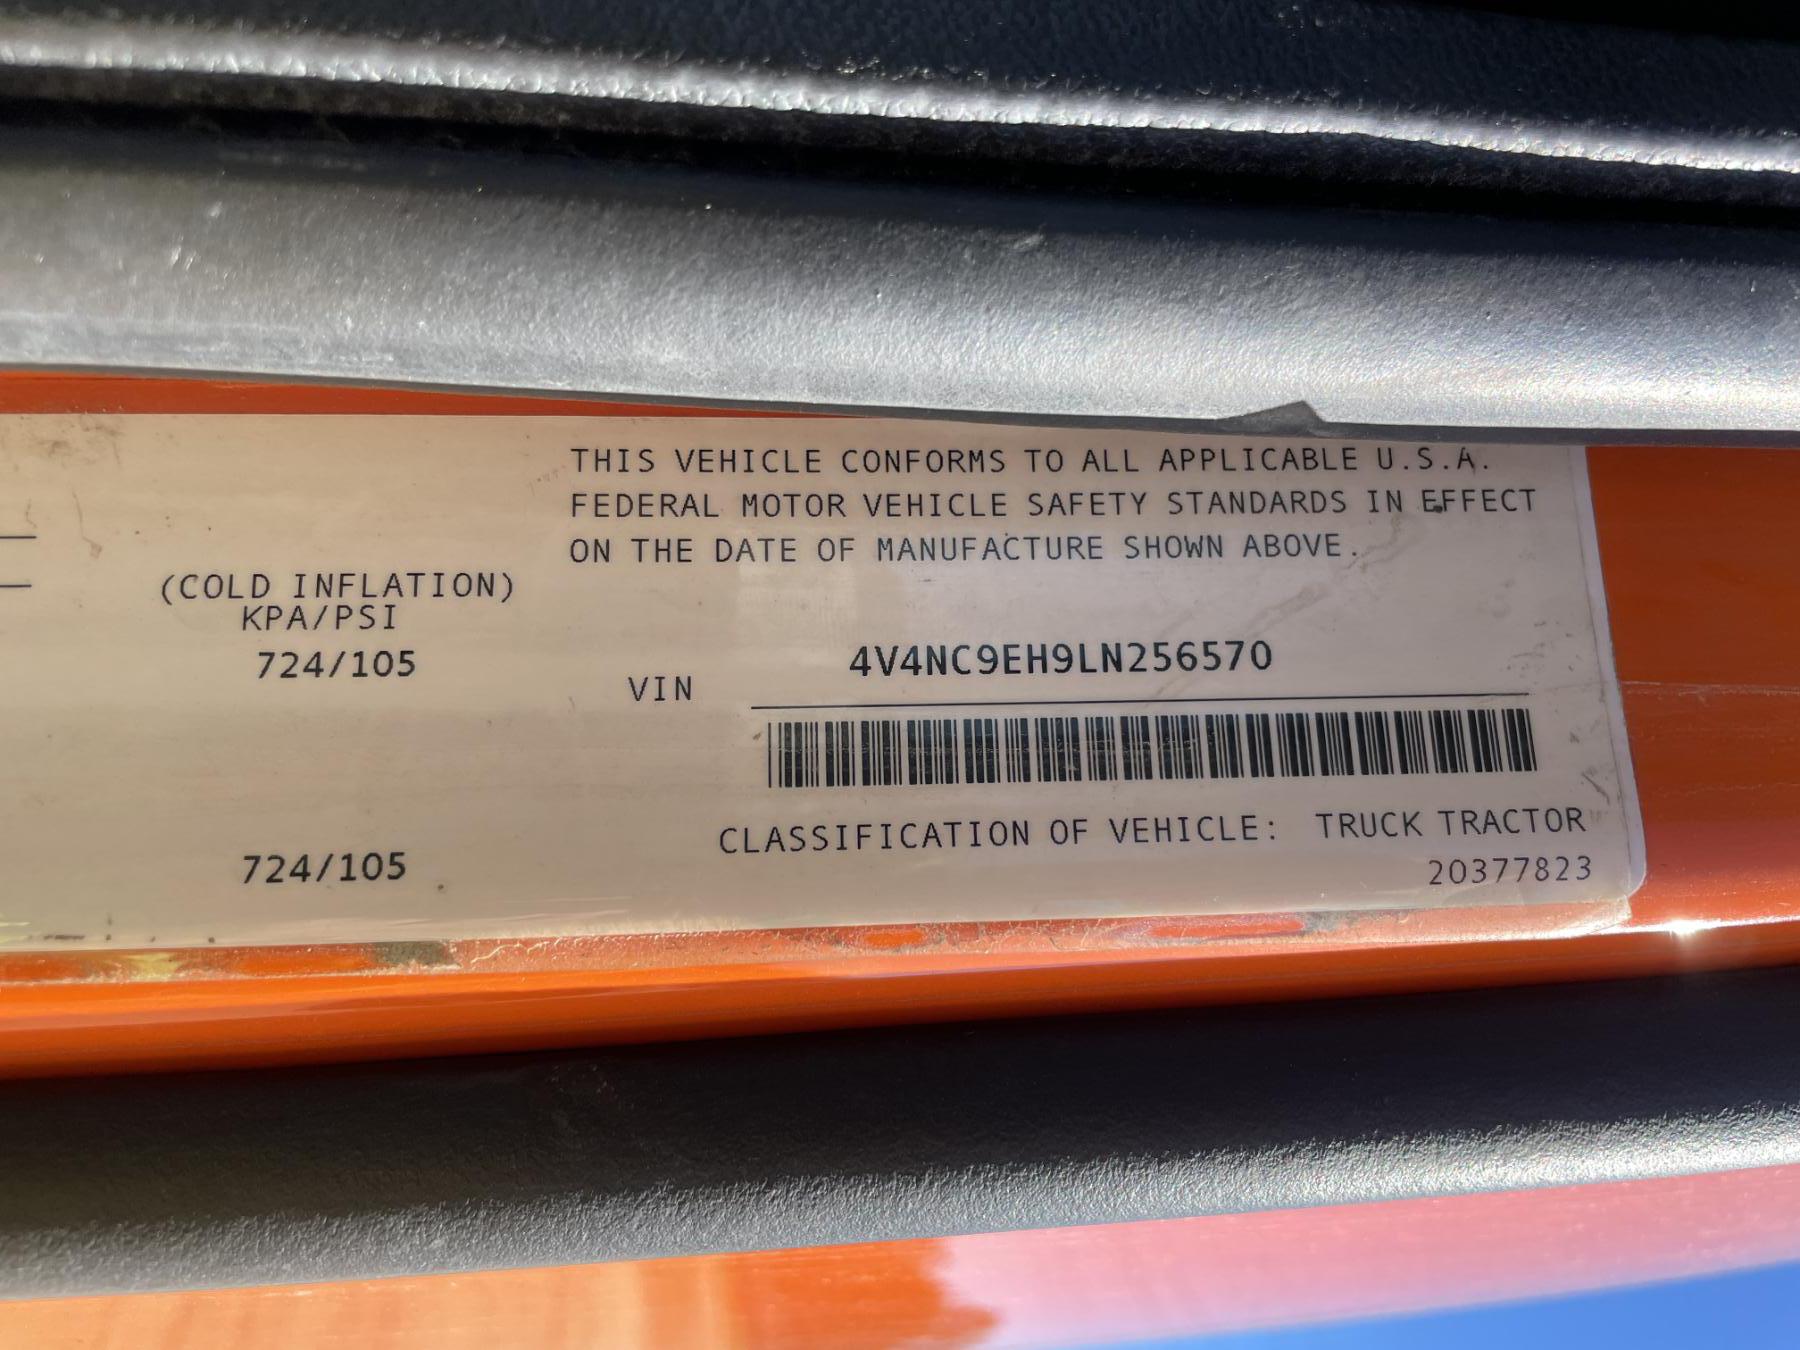 THIS VEHICLE CONFORMS TO ALL APPLICABLE U.S.A.
FEDERAL MOTOR VEHICLE SAFETY STANDARDS IN EFFECT
ON THE DATE OF MANUFACTURE SHOWN ABOVE.
(COLD INFLATION)
KPA/PSI
724/105
724/105
VIN 4V4NC9EH9LN256570
CLASSIFICATION OF VEHICLE: TRUCK TRACTOR
20377823